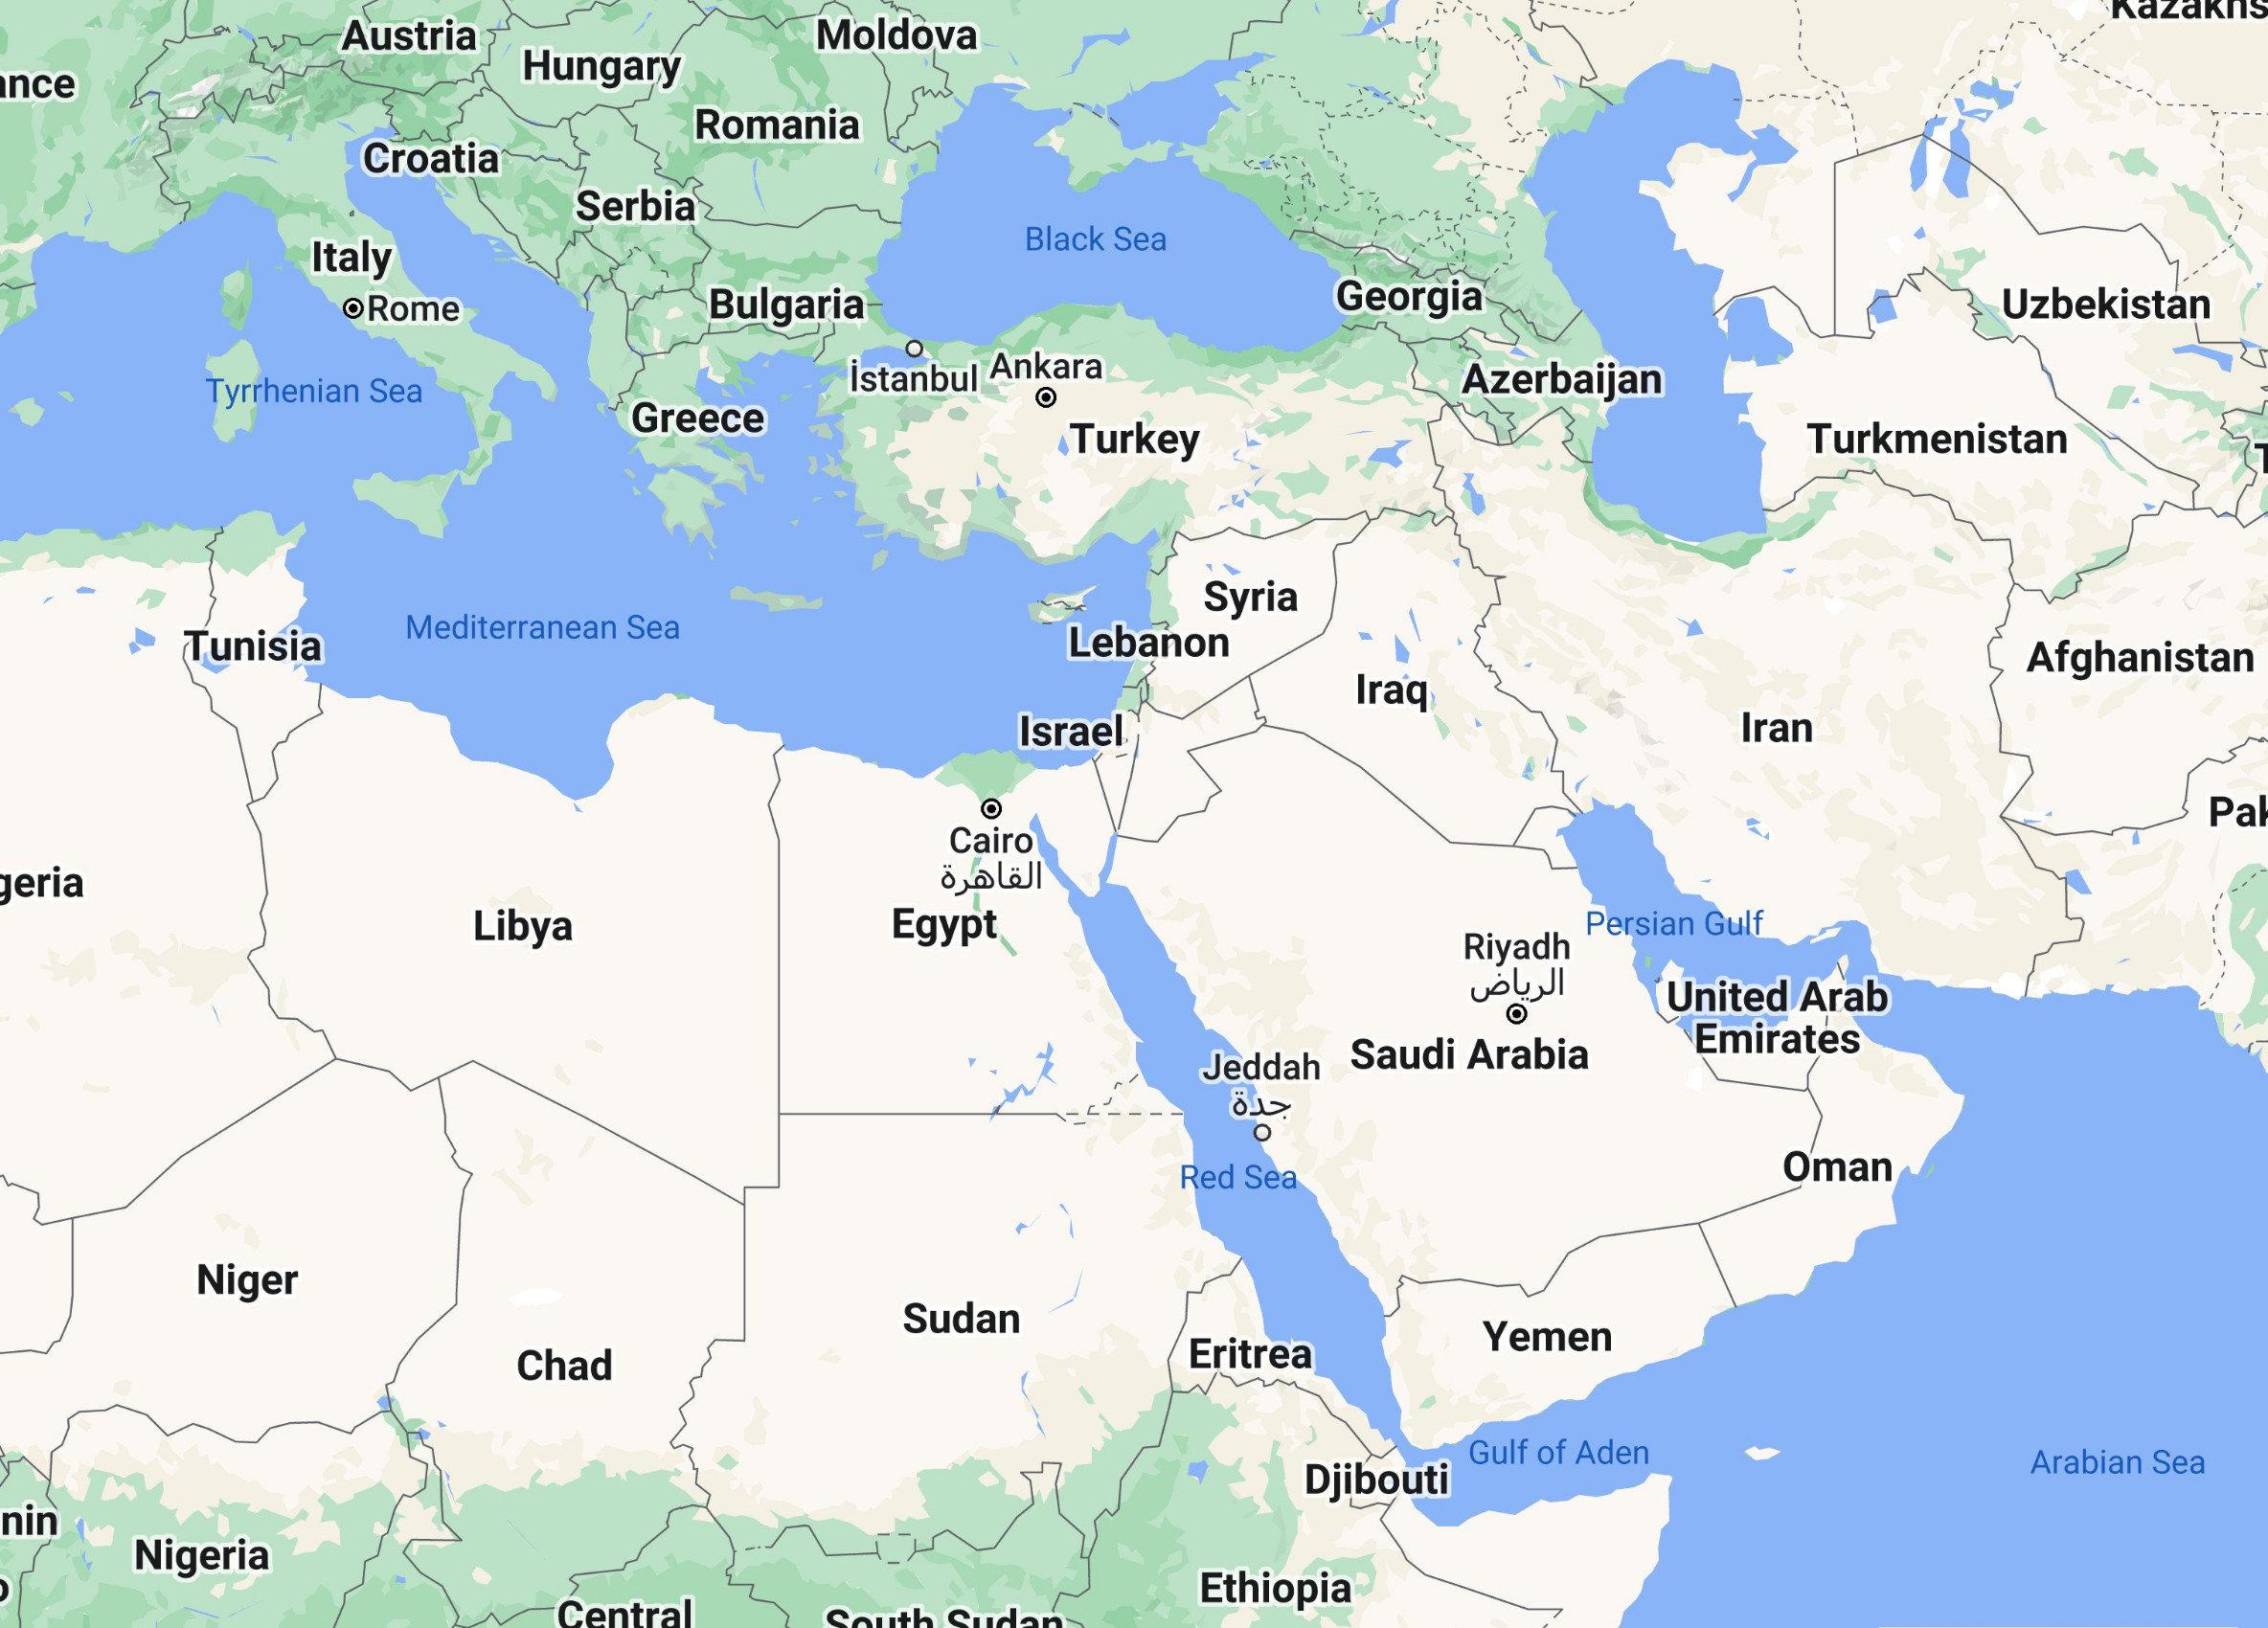 Kazakhs
Austria
Moldova
Hungary
ance
Romania
Croatia
Serbia
Black Sea
Italy
Rome
Bulgaria
Georgia
Uzbekistan
İstanbul
Ankara
Azerbaijan
Tyrrhenian Sea
Greece
Turkey
Turkmenistan
T
Syria
Mediterranean Sea
Lebanon
Tunisia
Afghanistan
Iraq
Israel
Iran
Pak
Cairo
القاهرة
geria
Libya
Egypt
Persian Gulf
Riyadh
الرياض
United Arab
Emirates
Saudi Arabia
Jeddah
جدة
Red Sea
Oman
Niger
Sudan
Yemen
Eritrea
Chad
Gulf of Aden
Arabian Sea
Djibouti
nin
Nigeria
o
Ethiopia
Central
South Sudan